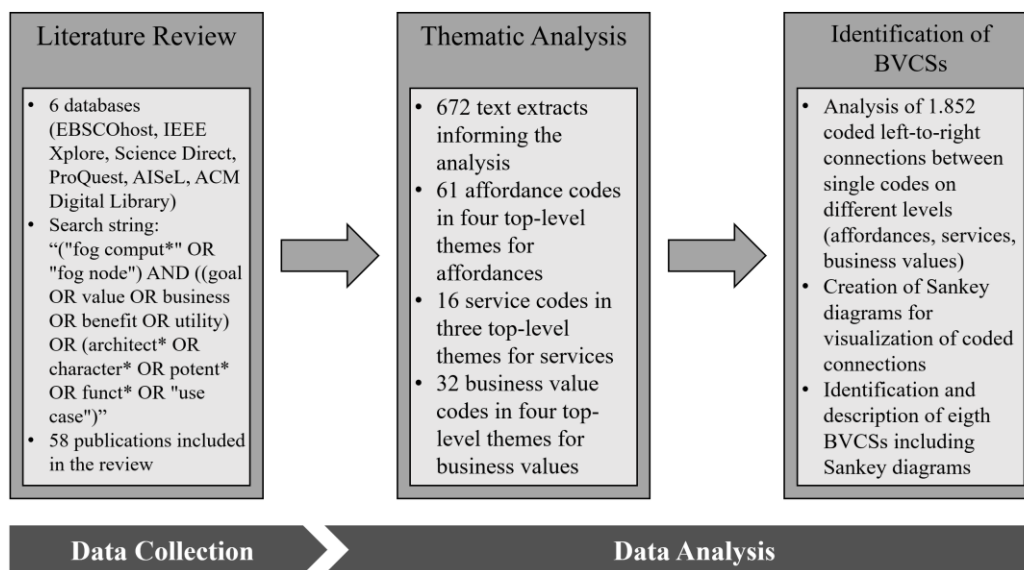 Literature Review
• 6 databases
(EBSCOhost, IEEE
Xplore, Science Direct,
ProQuest, AISeL, ACM
Digital Library)
• Search string:
“("fog comput*" OR
"fog node") AND ((goal
OR value OR business
OR benefit OR utility)
OR (architect* OR
character* OR potent*
OR funct* OR "use
case")”
• 58 publications included
in the review
Thematic Analysis
• 672 text extracts
informing the
analysis
• 61 affordance codes
in four top-level
themes for
affordances
• 16 service codes in
three top-level
themes for services
• 32 business value
codes in four top-
level themes for
business values
Identification of
BVCSs
• Analysis of 1.852
coded left-to-right
connections between
single codes on
different levels
(affordances, services,
business values)
• Creation of Sankey
diagrams for
visualization of coded
connections
• Identification and
description of eigth
BVCSs including
Sankey diagrams
Data Collection
Data Analysis